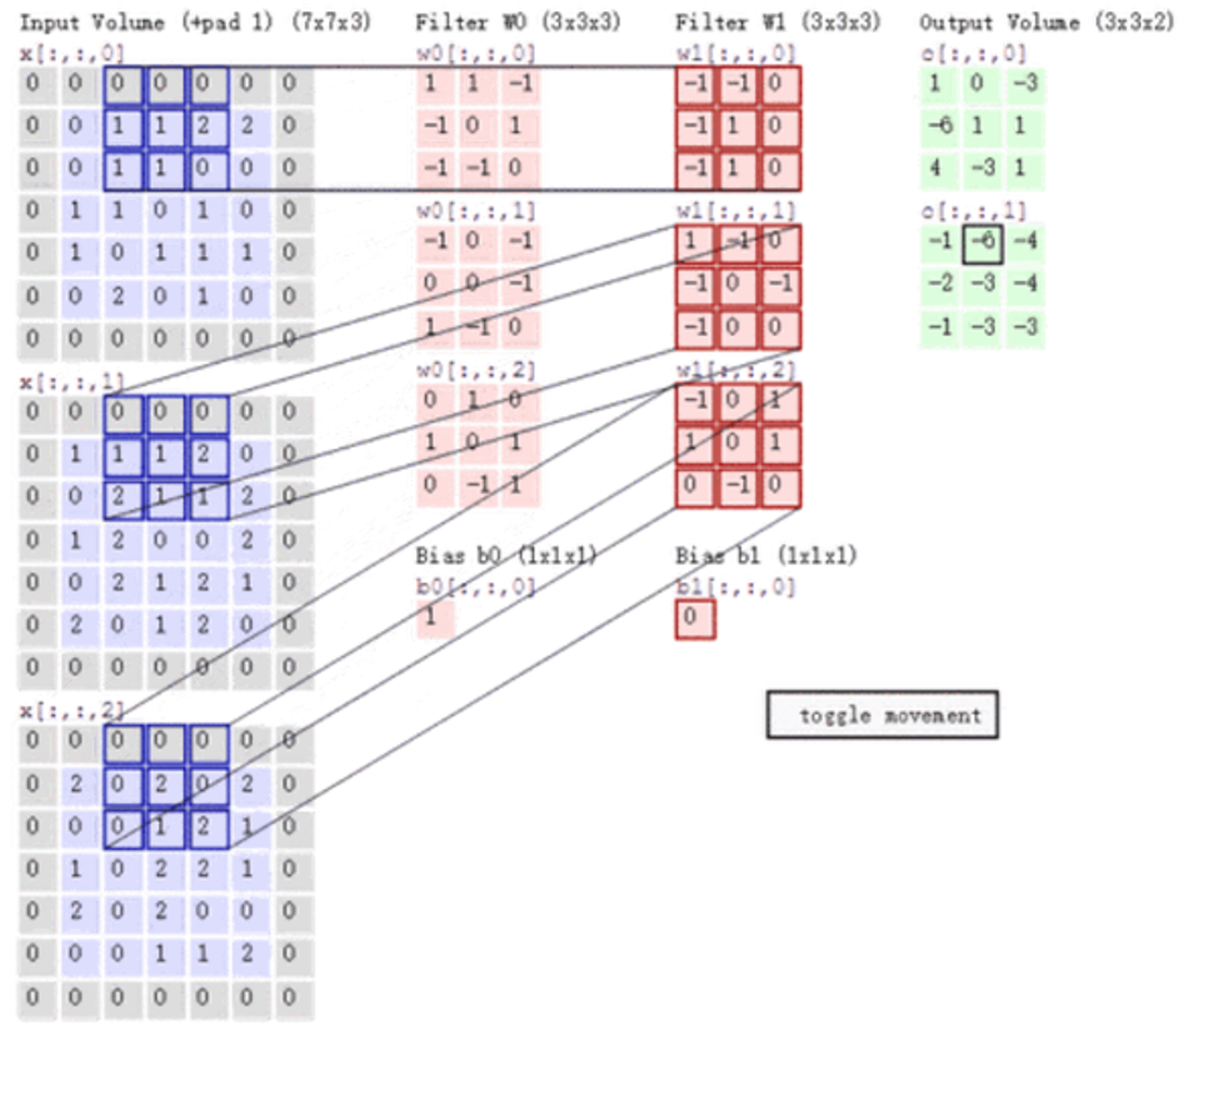 Input Volume (+pad 1) (7x7x3)
x[:,:,0]
0 0 0 0 0 0 0
0 0 1 1 2 2 0
0 0 1 1 0 0 0
0 1 1 0 1 0 0
0 1 0 1 1 1 0
0 0 2 0 1 0 0
0 0 0 0 0 0 0
x[:,:,1]
0 0 0 0 0 0 0
0 1 1 1 2 0 0
0 0 2 1 1 2 0
0 1 2 0 0 2 0
0 0 2 1 2 1 0
0 2 0 1 2 0 0
0 0 0 0 0 0 0
x[:,:,2]
0 0 0 0 0 0 0
0 2 0 2 0 2 0
0 0 0 1 2 1 0
0 1 0 2 2 1 0
0 2 0 2 0 0 0
0 0 0 1 1 2 0
0 0 0 0 0 0 0
Filter W0 (3x3x3)
w0[:,:,0]
1 1 -1
-1 0 1
-1 -1 0
w0[:,:,1]
-1 0 -1
0 0 -1
1 -1 0
w0[:,:,2]
0 1 0
1 0 1
0 -1 1
Bias b0 (1x1x1)
b0[:,:,0]
1
Filter W1 (3x3x3)
w1[:,:,0]
-1 -1 0
-1 1 0
-1 1 0
w1[:,:,1]
1 -1 0
-1 0 -1
-1 0 0
w1[:,:,2]
-1 0 1
1 0 1
0 -1 0
Bias b1 (1x1x1)
b1[:,:,0]
0
Output Volume (3x3x2)
o[:,:,0]
1 0 -3
-6 1 1
4 -3 1
o[:,:,1]
-1 -6 -4
-2 -3 -4
-1 -3 -3
toggle movement